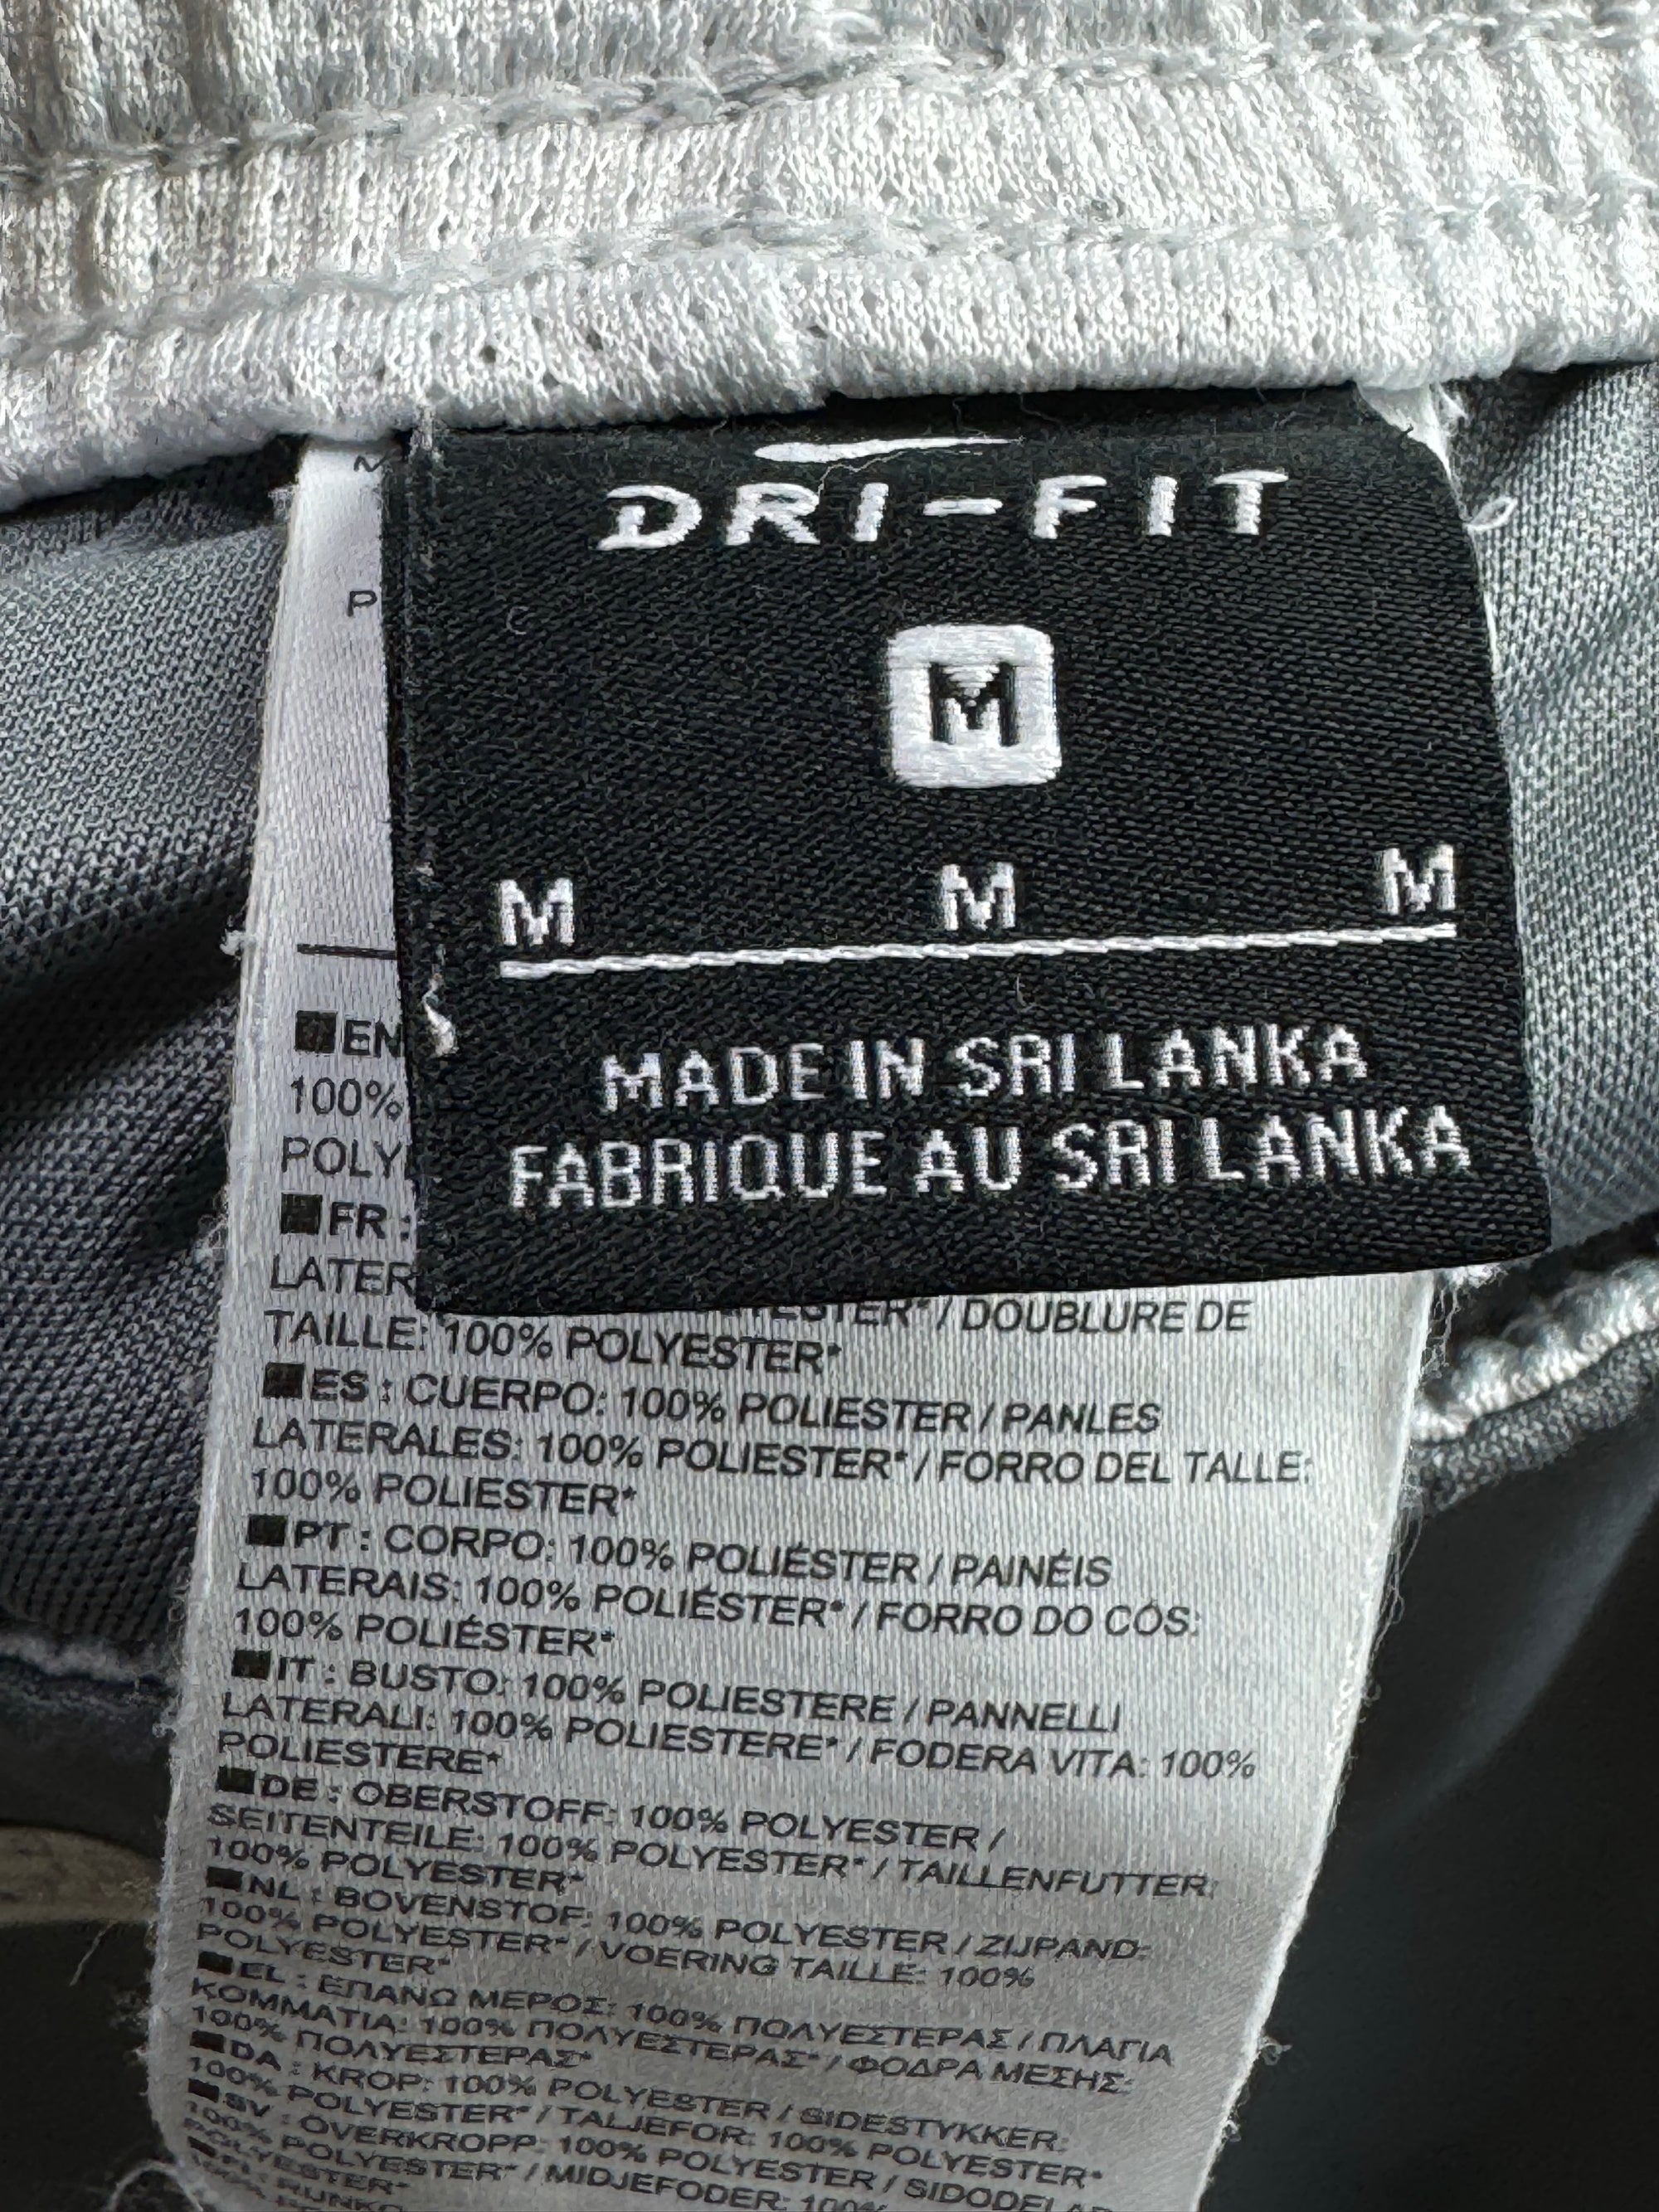 DRI-FIT
M
M M M
MADE IN SRI LANKA
FABRIQUE AU SRI LANKA
P
EN
100%
POLY
FR :
LATER
/ DOUBLURE DE
TAILLE: 100% POLYESTER*
ES : CUERPO: 100% POLIESTER / PANLES
LATERALES: 100% POLIESTER* / FORRO DEL TALLE:
100% POLIESTER*
PT : CORPO: 100% POLIÉSTER / PAINÉIS
LATERAIS: 100% POLIÉSTER* / FORRO DO CÓS:
100% POLIÉSTER*
IT : BUSTO: 100% POLIESTERE / PANNELLI
LATERALI: 100% POLIESTERE* / FODERA VITA: 100%
POLIESTERE*
DE : OBERSTOFF: 100% POLYESTER /
SEITENTEILE: 100% POLYESTER* / TAILLENFUTTER:
100% POLYESTER*
NL : BOVENSTOF: 100% POLYESTER / ZIJPAND:
100% POLYESTER* / VOERING TAILLE: 100%
POLYESTER*
EL : ΕΠΑΝΩ ΜΕΡΟΣ: 100% ΠΟΛΥΕΣΤΕΡΑΣ / ΠΛΑΓΙΑ
ΚΟΜΜΑΤΙΑ: 100% ΠΟΛΥΕΣΤΕΡΑΣ* / ΦΟΔΡΑ ΜΕΣΗΣ:
100% ΠΟΛΥΕΣΤΕΡΑΣ*
DA : KROP: 100% POLYESTER / SIDESTYKKER:
100% POLYESTER* / TALJEFOR: 100% POLYESTER*
SV : ÖVERKROPP: 100% POLYESTER / SIDODELAR
100% POLYESTER* / MIDJEFODER: 100%
POLYESTER*